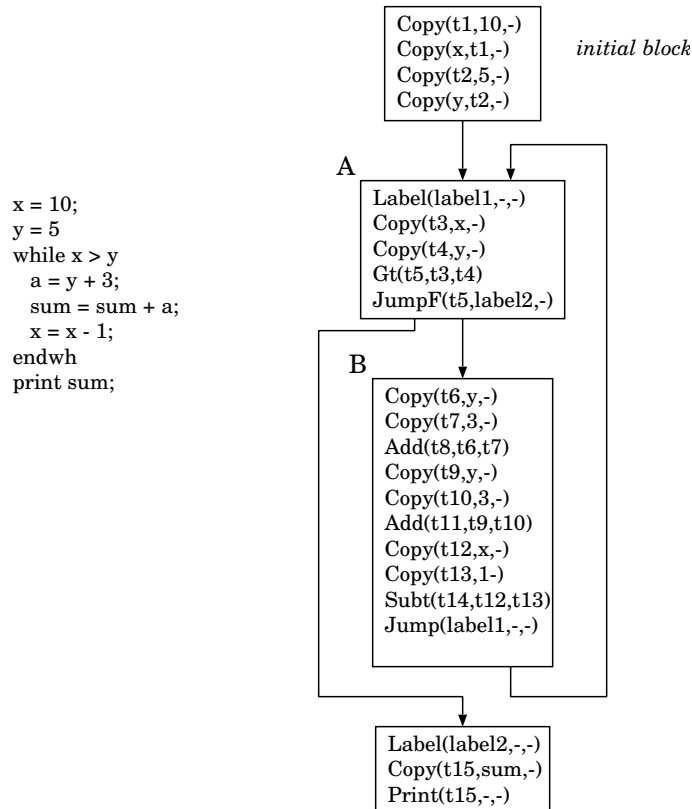 x = 10;
y = 5
while x > y
a = y + 3;
sum = sum + a;
x = x - 1;
endwh
print sum;
Copy(t1,10,-)
Copy(x,t1,-)
Copy(t2,5,-)
Copy(y,t2,-)
initial block
A
Label(label1,-,-)
Copy(t3,x,-)
Copy(t4,y,-)
Gt(t5,t3,t4)
JumpF(t5,label2,-)
B
Copy(t6,y,-)
Copy(t7,3,-)
Add(t8,t6,t7)
Copy(t9,y,-)
Copy(t10,3,-)
Add(t11,t9,t10)
Copy(t12,x,-)
Copy(t13,1-)
Subt(t14,t12,t13)
Jump(label1,-,-)
Label(label2,-,-)
Copy(t15,sum,-)
Print(t15,-,-)